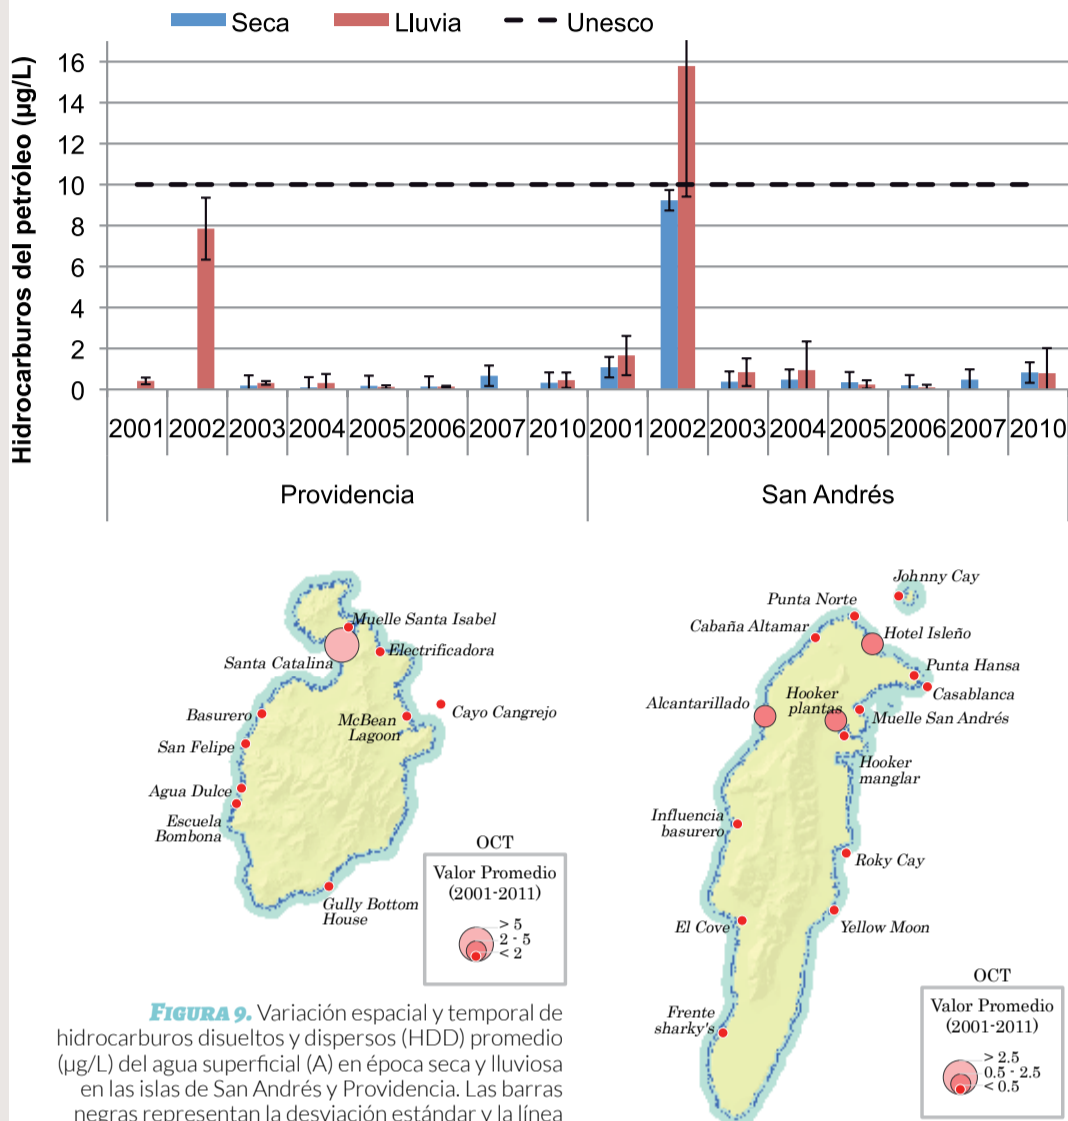 Seca Lluvia Unesco
Hidrocarburos del petróleo (µg/L)
16
14
12
10
8
6
4
2
0
2001 2002 2003 2004 2005 2006 2007 2010 2001 2002 2003 2004 2005 2006 2007 2010
Providencia San Andrés
Muelle Santa Isabel
Electrificadora
Santa Catalina
Basurero
McBean
Lagoon
Cayo Cangrejo
San Felipe
Agua Dulce
Escuela
Bombona
Gully Bottom
House
OCT
Valor Promedio
(2001-2011)
> 5
2 - 5
< 2
Johnny Cay
Punta Norte
Cabaña Altamar
Hotel Isleño
Punta Hansa
Casablanca
Alcantarillado
Hooker
plantas
Muelle San Andrés
Hooker
manglar
Influencia
basurero
Roky Cay
El Cove
Yellow Moon
Frente
sharky's
OCT
Valor Promedio
(2001-2011)
> 2.5
0.5 - 2.5
< 0.5
FIGURA 9. Variación espacial y temporal de
hidrocarburos disueltos y dispersos (HDD) promedio
(µg/L) del agua superficial (A) en época seca y lluviosa
en las islas de San Andrés y Providencia. Las barras
negras representan la desviación estándar y la línea